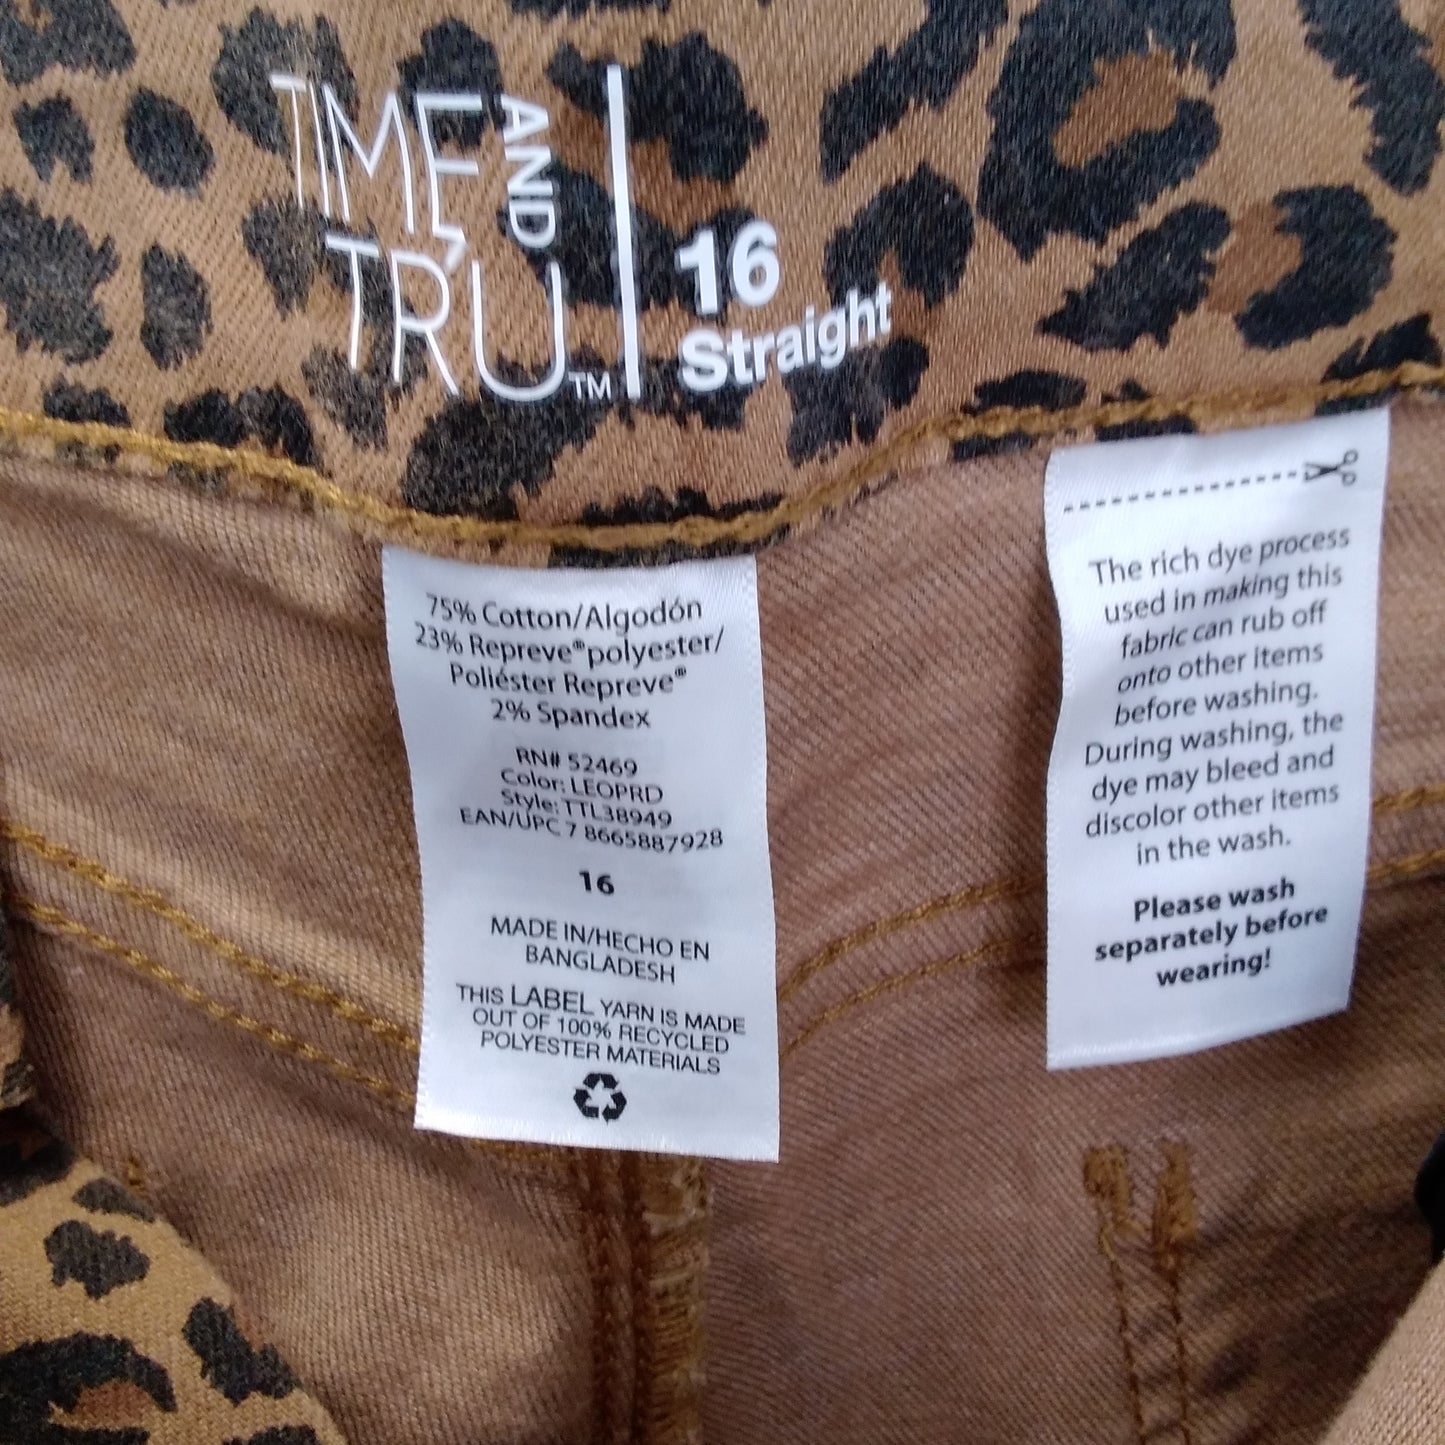 TIME AND
TRU™
16
Straight
75% Cotton/Algodón
23% Repreve® polyester/
Poliéster Repreve®
2% Spandex
RN# 52469
Color: LEOPRD
Style: TTL38949
EAN/UPC 7 8665887928
16
MADE IN/HECHO EN
BANGLADESH
THIS LABEL YARN IS MADE
OUT OF 100% RECYCLED
POLYESTER MATERIALS
The rich dye process
used in making this
fabric can rub off
onto other items
before washing.
During washing, the
dye may bleed and
discolor other items
in the wash.
Please wash
separately before
wearing!